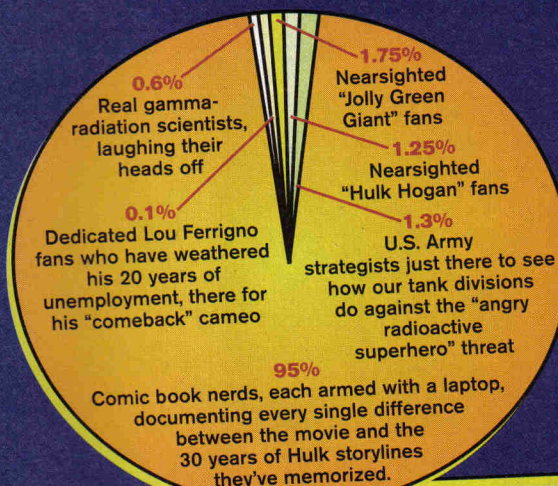 0.6%
Real gamma-
radiation scientists,
laughing their
heads off
0.1%
Dedicated Lou Ferrigno
fans who have weathered
his 20 years of
unemployment, there for
his "comeback" cameo
1.75%
Nearsighted
"Jolly Green
Giant" fans
1.25%
Nearsighted
"Hulk Hogan" fans
1.3%
U.S. Army
strategists just there to see
how our tank divisions
do against the "angry
radioactive
superhero" threat
95%
Comic book nerds, each armed with a laptop,
documenting every single difference
between the movie and the
30 years of Hulk storylines
they've memorized.